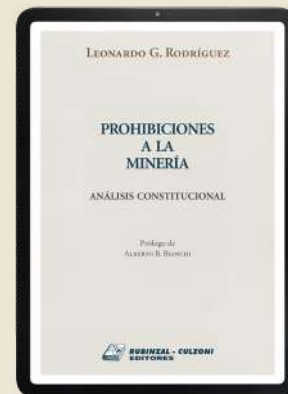 LEONARDO G. RODRÍGUEZ
PROHIBICIONES
A LA
MINERÍA
ANÁLISIS CONSTITUCIONAL
Prólogo de
ALBERTO B. BIANCHI
RUBINZAL - CULZONI
EDITORES